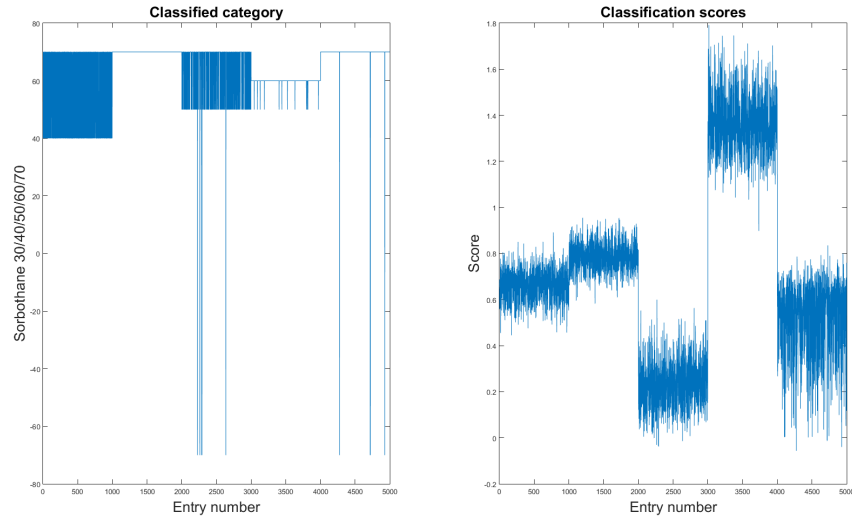 Classified category
Sorbothane 30/40/50/60/70
80
60
40
20
0
-20
-40
-60
-80
0 500 1000 1500 2000 2500 3000 3500 4000 4500 5000
Entry number
Classification scores
Score
1.8
1.6
1.4
1.2
1
0.8
0.6
0.4
0.2
0
-0.2
0 500 1000 1500 2000 2500 3000 3500 4000 4500 5000
Entry number